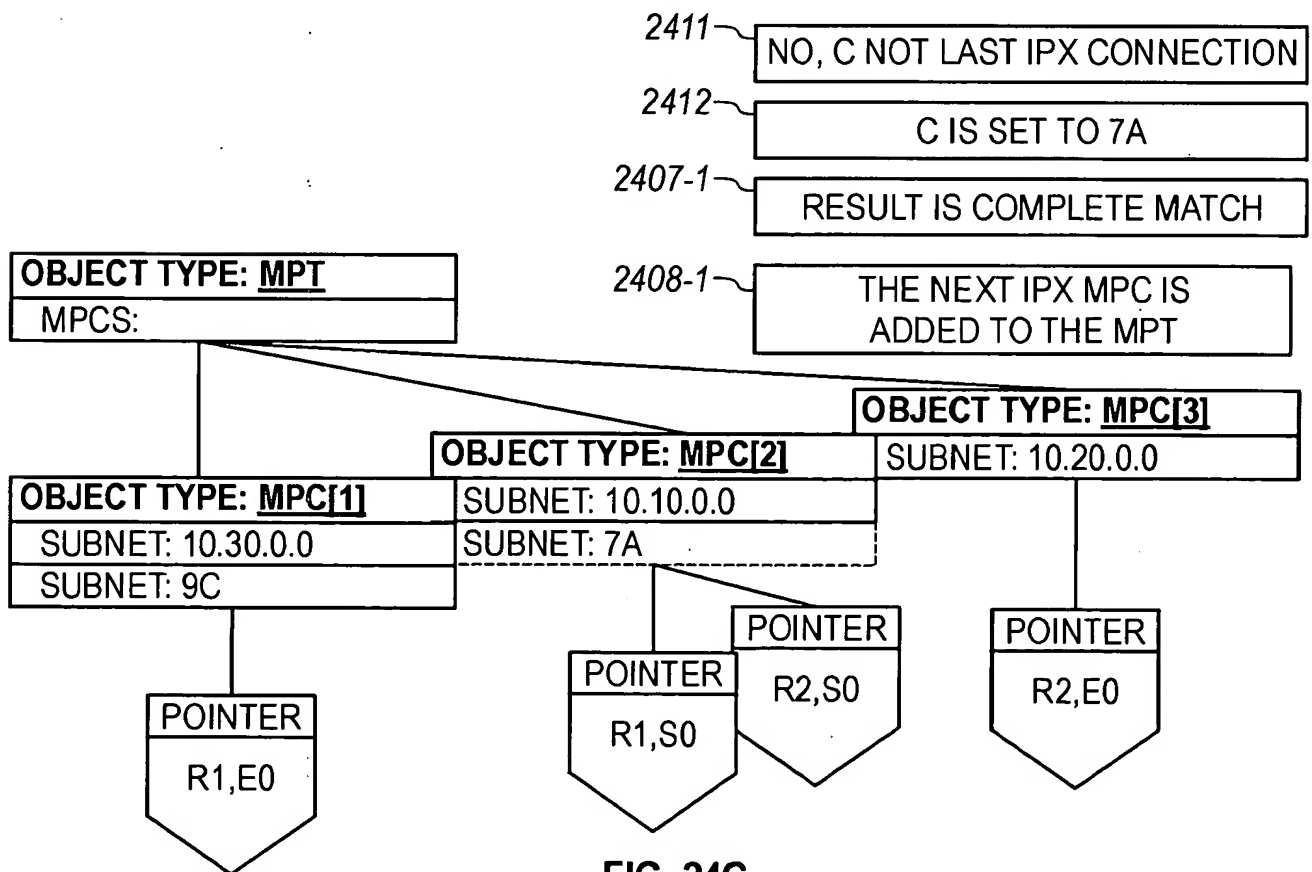 2411
NO, C NOT LAST IPX CONNECTION
2412
C IS SET TO 7A
2407-1
RESULT IS COMPLETE MATCH
2408-1
THE NEXT IPX MPC IS
ADDED TO THE MPT
OBJECT TYPE: MPT
MPCS:
OBJECT TYPE: MPC[3]
SUBNET: 10.20.0.0
OBJECT TYPE: MPC[2]
SUBNET: 10.10.0.0
SUBNET: 7A
OBJECT TYPE: MPC[1]
SUBNET: 10.30.0.0
SUBNET: 9C
POINTER
R1,E0
POINTER
R1,S0
POINTER
R2,S0
POINTER
R2,E0